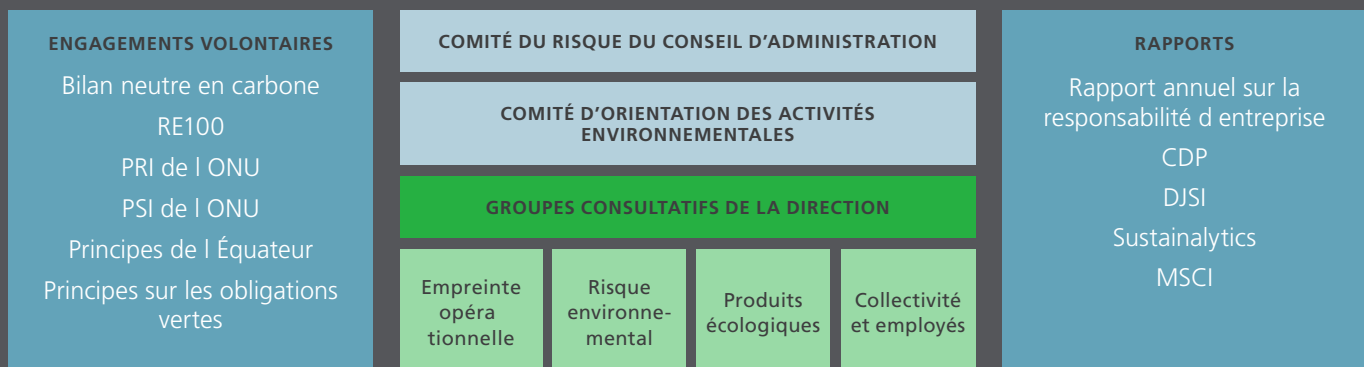 ENGAGEMENTS VOLONTAIRES
Bilan neutre en carbone
RE100
PRI de l ONU
PSI de l ONU
Principes de l Équateur
Principes sur les obligations
vertes
COMITÉ DU RISQUE DU CONSEIL D'ADMINISTRATION
COMITÉ D'ORIENTATION DES ACTIVITÉS
ENVIRONNEMENTALES
GROUPES CONSULTATIFS DE LA DIRECTION
Empreinte
opéra
tionnelle
Risque
environne-
mental
Produits
écologiques
Collectivité
et employés
RAPPORTS
Rapport annuel sur la
responsabilité d entreprise
CDP
DJSI
Sustainalytics
MSCI